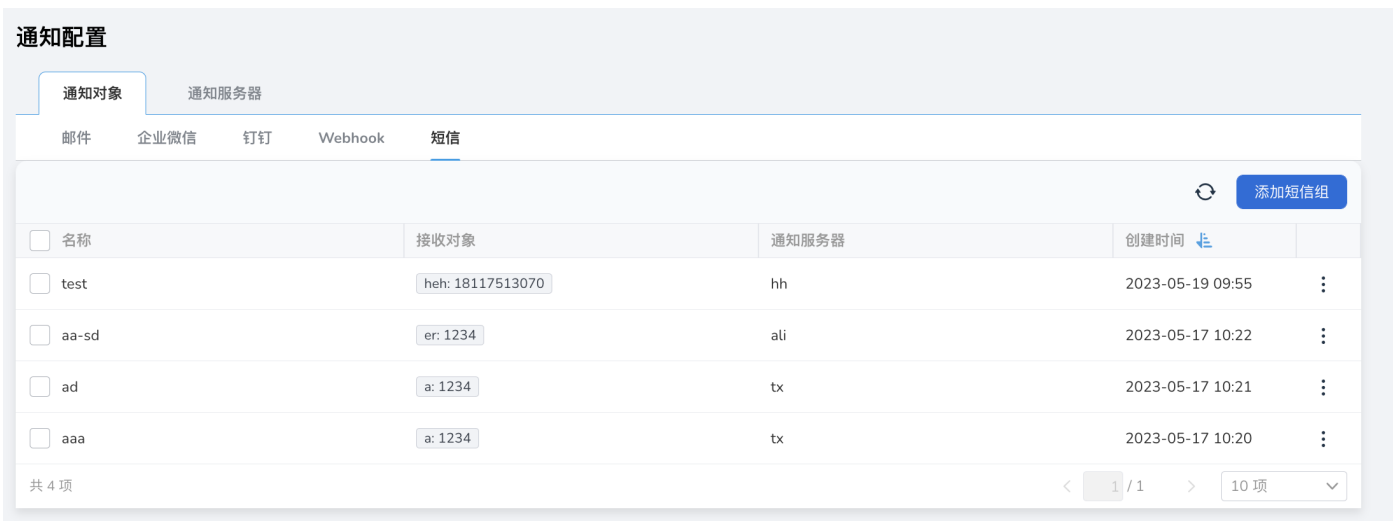 通知配置
通知对象 通知服务器
邮件 企业微信 钉钉 Webhook 短信
添加短信组
名称 接收对象 通知服务器 创建时间
test heh: 18117513070 hh 2023-05-19 09:55
aa-sd er: 1234 ali 2023-05-17 10:22
ad a: 1234 tx 2023-05-17 10:21
aaa a: 1234 tx 2023-05-17 10:20
共 4 项 1 / 1 10 项